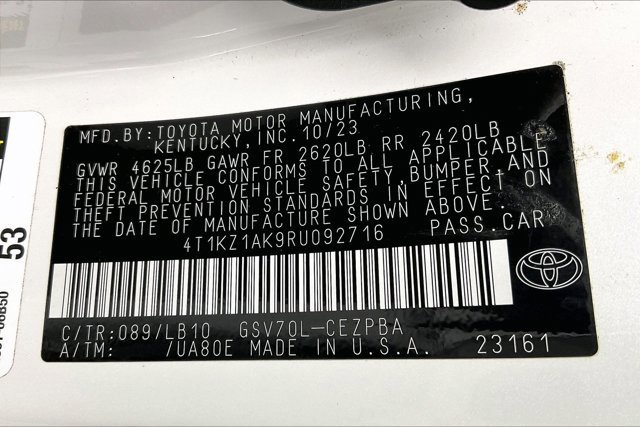 MFD.BY:TOYOTA MOTOR MANUFACTURING,
KENTUCKY,INC.10/23
GVWR 4625LB GAWR FR 2620LB RR 2420LB
THIS VEHICLE CONFORMS TO ALL APPLICABLE
FEDERAL MOTOR VEHICLE SAFETY,BUMPER,AND
THEFT PREVENTION STANDARDS IN EFFECT ON
THE DATE OF MANUFACTURE SHOWN ABOVE.
4T1KZ1AK9RU092716 PASS.CAR
C/TR:089/LB10 GSV70L-CEZPBA
A/TM: /UA80E MADE IN U.S.A. 23161
53